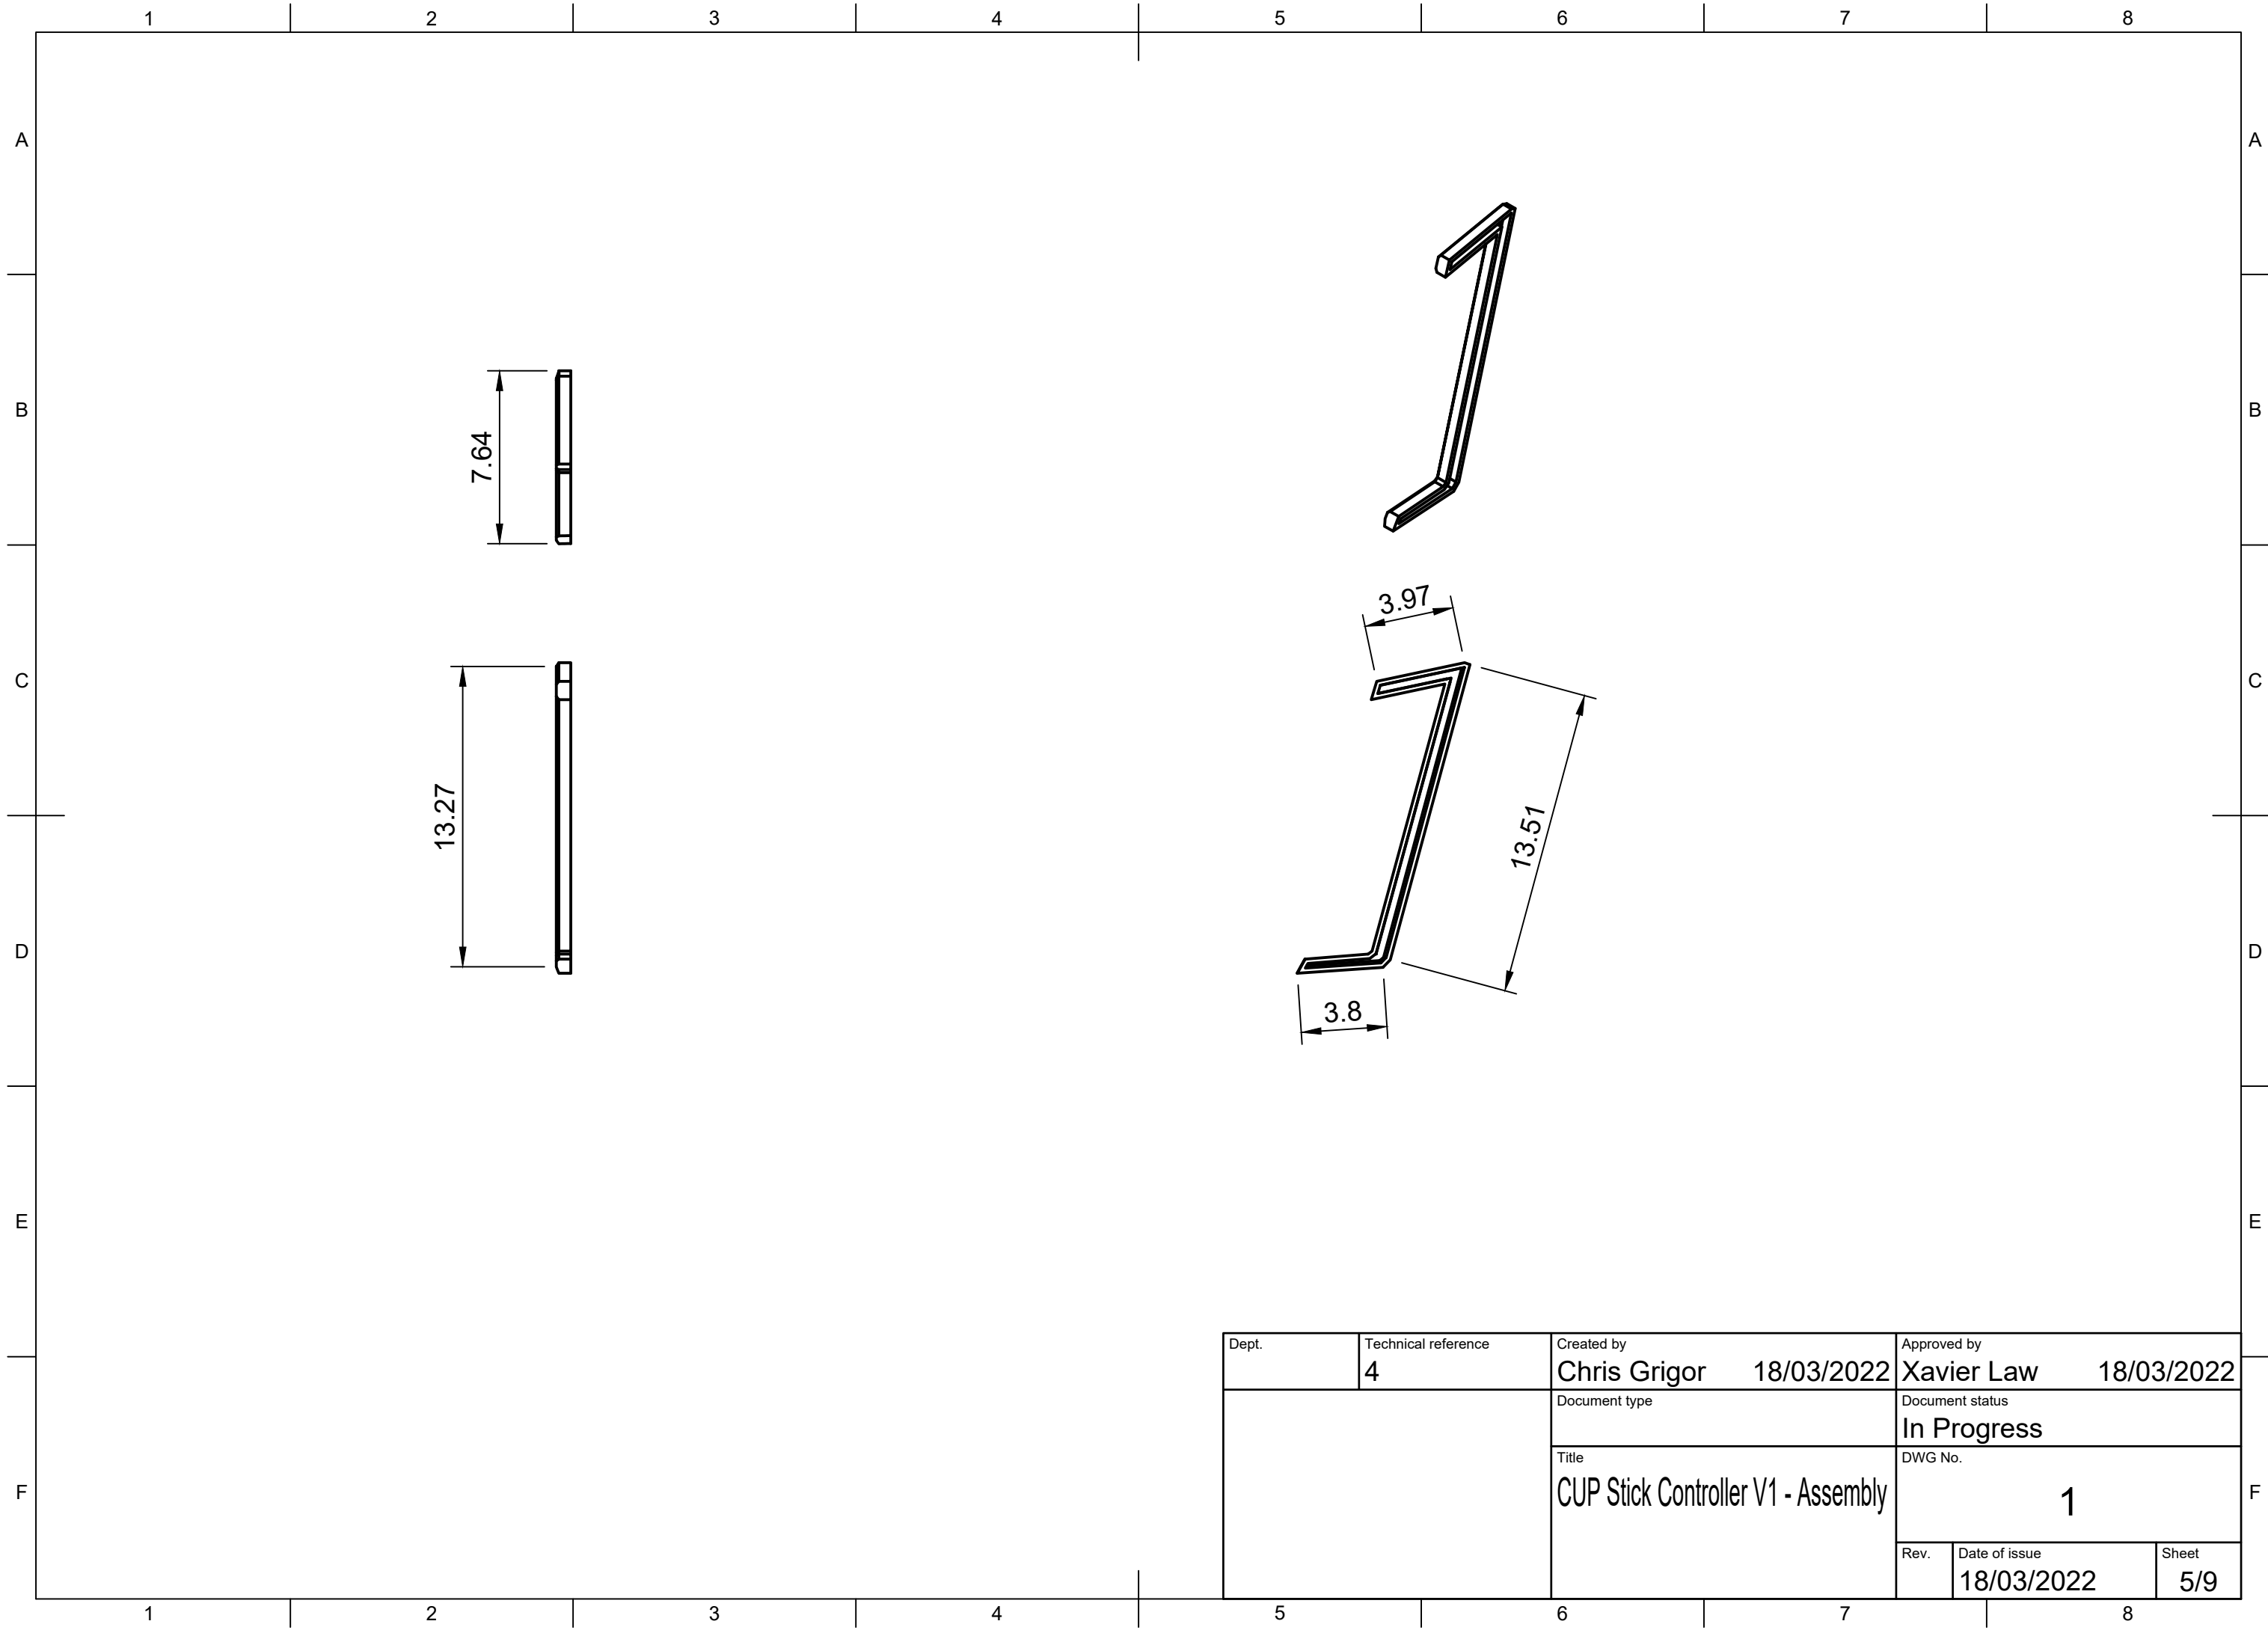 1 2 3 4 5 6 7 8
A A
B B
7.64
3.97
C C
13.27
13.51
D D
3.8
E E
Dept. Technical reference Created by Approved by
4 Chris Grigor 18/03/2022 Xavier Law 18/03/2022
Document type Document status
In Progress
Title DWG No.
CUP Stick Controller V1 - Assembly
1
F F
Rev. Date of issue Sheet
18/03/2022 5/9
1 2 3 4 5 6 7 8